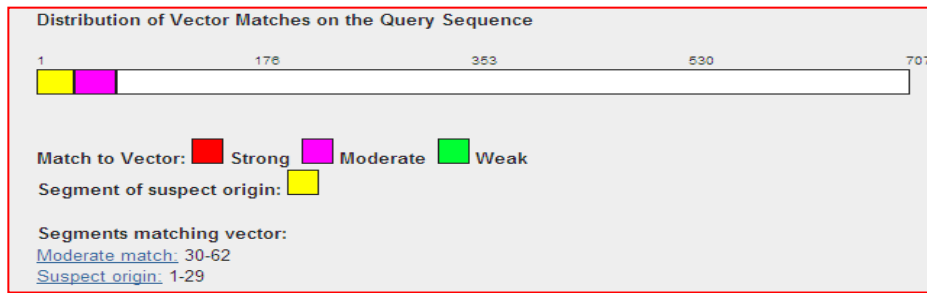 Distribution of Vector Matches on the Query Sequence
1 176 353 530 707
Match to Vector: Strong Moderate Weak
Segment of suspect origin:
Segments matching vector:
Moderate match: 30-62
Suspect origin: 1-29